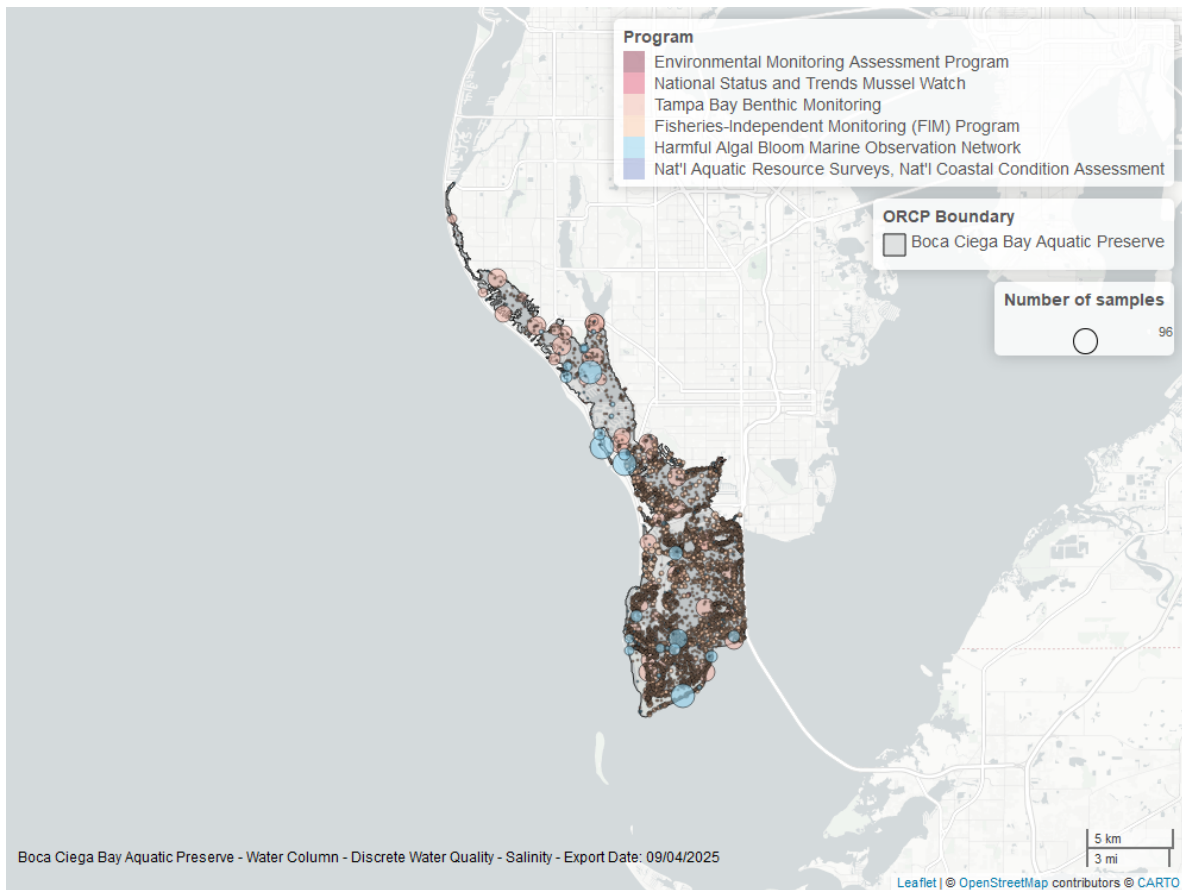 Program
Environmental Monitoring Assessment Program
National Status and Trends Mussel Watch
Tampa Bay Benthic Monitoring
Fisheries-Independent Monitoring (FIM) Program
Harmful Algal Bloom Marine Observation Network
Nat'l Aquatic Resource Surveys, Nat'l Coastal Condition Assessment
ORCP Boundary
Boca Ciega Bay Aquatic Preserve
Number of samples
96
5 km
3 mi
Boca Ciega Bay Aquatic Preserve - Water Column - Discrete Water Quality - Salinity - Export Date: 09/04/2025
Leaflet | © OpenStreetMap contributors © CARTO